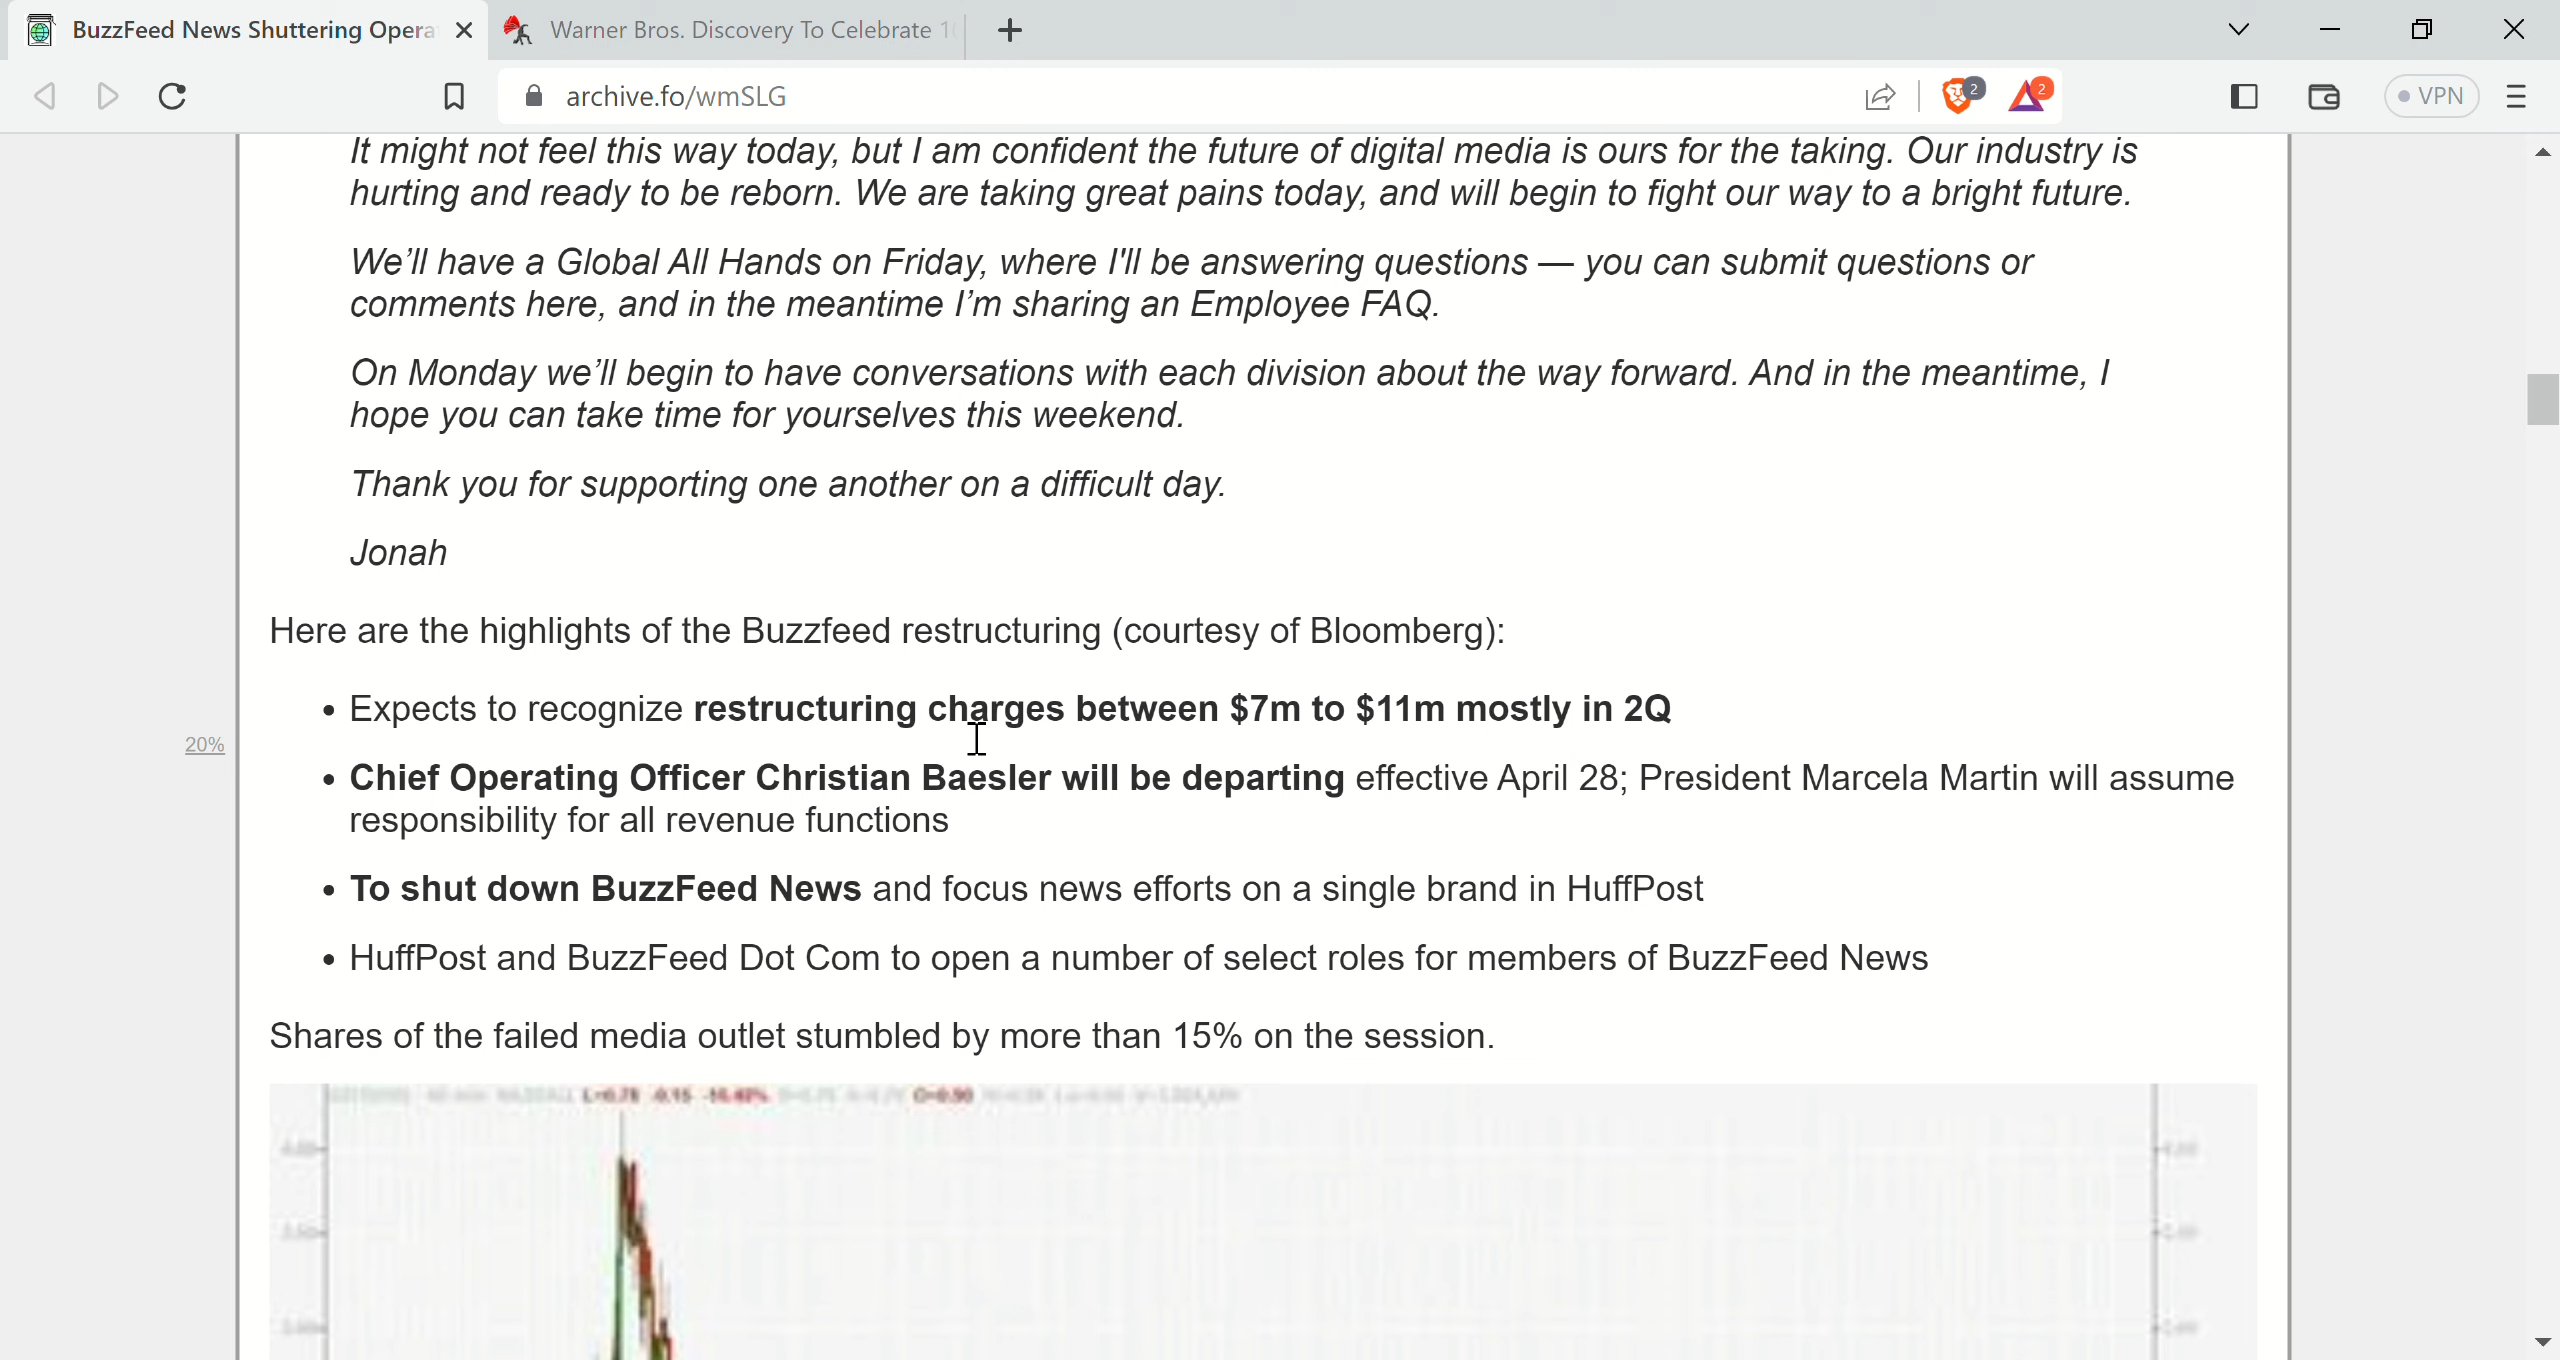 BuzzFeed News Shuttering Opera
Warner Bros. Discovery To Celebrate 1
archive.fo/wmSLG
2
2
VPN
It might not feel this way today, but I am confident the future of digital media is ours for the taking. Our industry is
hurting and ready to be reborn. We are taking great pains today, and will begin to fight our way to a bright future.
We’ll have a Global All Hands on Friday, where I'll be answering questions — you can submit questions or
comments here, and in the meantime I’m sharing an Employee FAQ.
On Monday we’ll begin to have conversations with each division about the way forward. And in the meantime, I
hope you can take time for yourselves this weekend.
Thank you for supporting one another on a difficult day.
Jonah
Here are the highlights of the Buzzfeed restructuring (courtesy of Bloomberg):
• Expects to recognize restructuring charges between $7m to $11m mostly in 2Q
20%
• Chief Operating Officer Christian Baesler will be departing effective April 28; President Marcela Martin will assume
responsibility for all revenue functions
• To shut down BuzzFeed News and focus news efforts on a single brand in HuffPost
• HuffPost and BuzzFeed Dot Com to open a number of select roles for members of BuzzFeed News
Shares of the failed media outlet stumbled by more than 15% on the session.